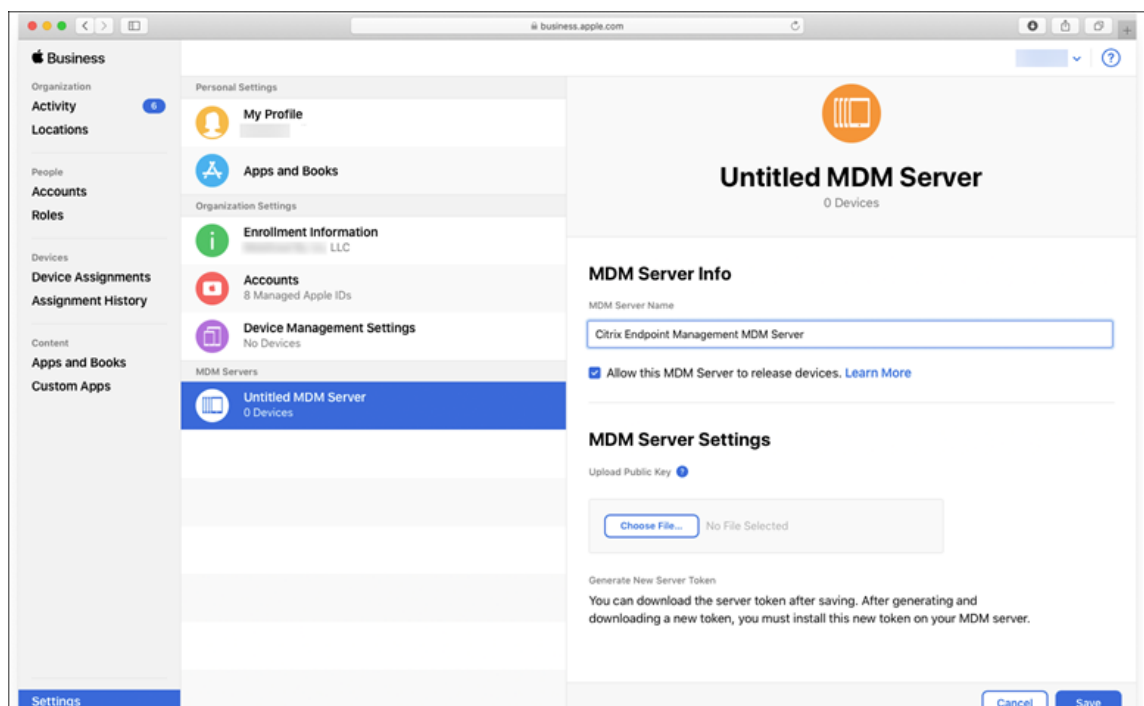 business.apple.com
Business
Organization
Activity
6
Locations
People
Accounts
Roles
Devices
Device Assignments
Assignment History
Content
Apps and Books
Custom Apps
Settings
Personal Settings
My Profile
Apps and Books
Organization Settings
Enrollment Information
LLC
Accounts
8 Managed Apple IDs
Device Management Settings
No Devices
MDM Servers
Untitled MDM Server
0 Devices
Untitled MDM Server
0 Devices
MDM Server Info
MDM Server Name
Citrix Endpoint Management MDM Server
Allow this MDM Server to release devices. Learn More
MDM Server Settings
Upload Public Key ?
Choose File... No File Selected
Generate New Server Token
You can download the server token after saving. After generating and
downloading a new token, you must install this new token on your MDM server.
Cancel Save